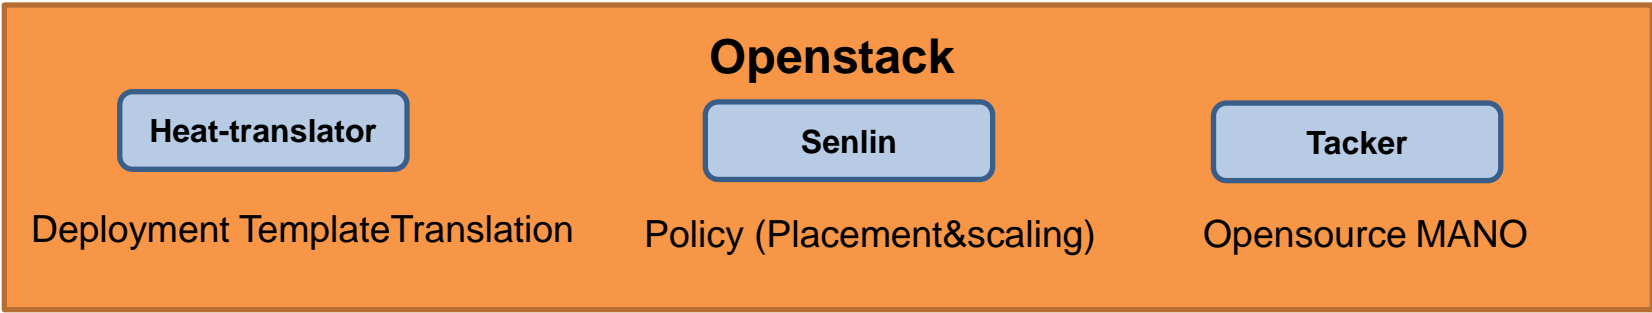 Openstack
Heat-translator
Senlin
Tacker
Deployment TemplateTranslation
Policy (Placement&scaling)
Opensource MANO